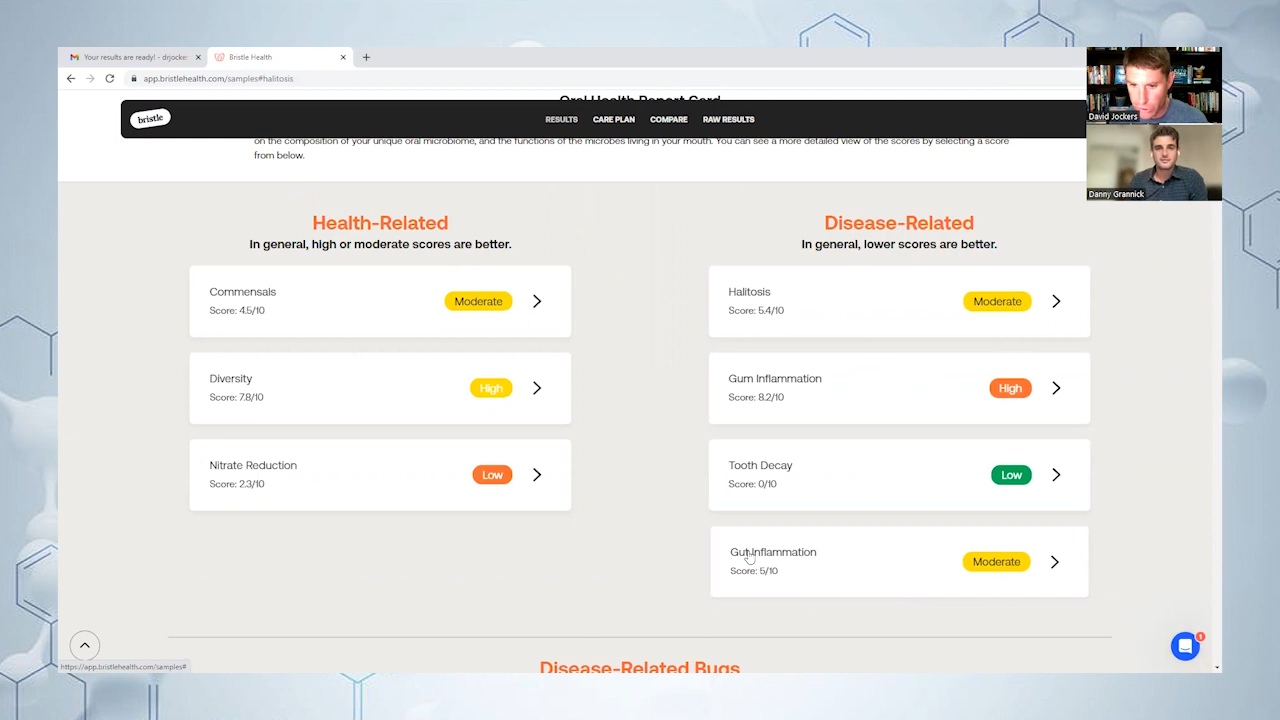 Your results are ready! - drjocke
Bristle Health
app.bristlehealth.com/samples#halitosis
Oral Health Report Card
bristle
RESULTS
CARE PLAN
COMPARE
RAW RESULTS
on the composition of your unique oral microbiome, and the functions of the microbes living in your mouth. You can see a more detailed view of the scores by selecting a score
from below.
David Jockers
Danny Grannick
Health-Related
In general, high or moderate scores are better.
Commensals
Score: 4.5/10
Moderate
Diversity
Score: 7.8/10
High
Nitrate Reduction
Score: 2.3/10
Low
Disease-Related
In general, lower scores are better.
Halitosis
Score: 5.4/10
Moderate
Gum Inflammation
Score: 8.2/10
High
Tooth Decay
Score: 0/10
Low
Gut Inflammation
Score: 5/10
Moderate
1
https://app.bristlehealth.com/samples#
Disease-Related Bugs